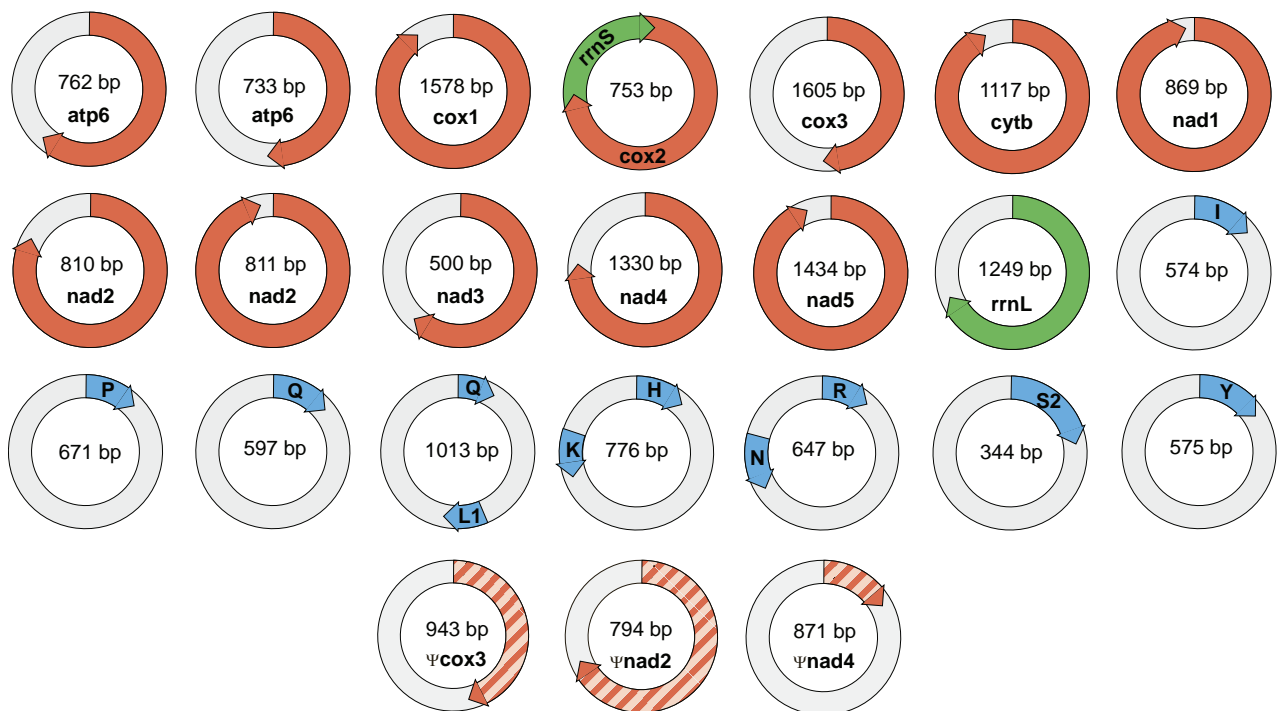 762 bp
atp6
733 bp
atp6
1578 bp
cox1
rrnS
753 bp
cox2
1605 bp
cox3
1117 bp
cytb
869 bp
nad1
810 bp
nad2
811 bp
nad2
500 bp
nad3
1330 bp
nad4
1434 bp
nad5
1249 bp
rrnL
I
574 bp
P
671 bp
Q
597 bp
Q
1013 bp
L1
H
K
776 bp
R
N
647 bp
S2
344 bp
Y
575 bp
943 bp
Ψcox3
794 bp
Ψnad2
871 bp
Ψnad4